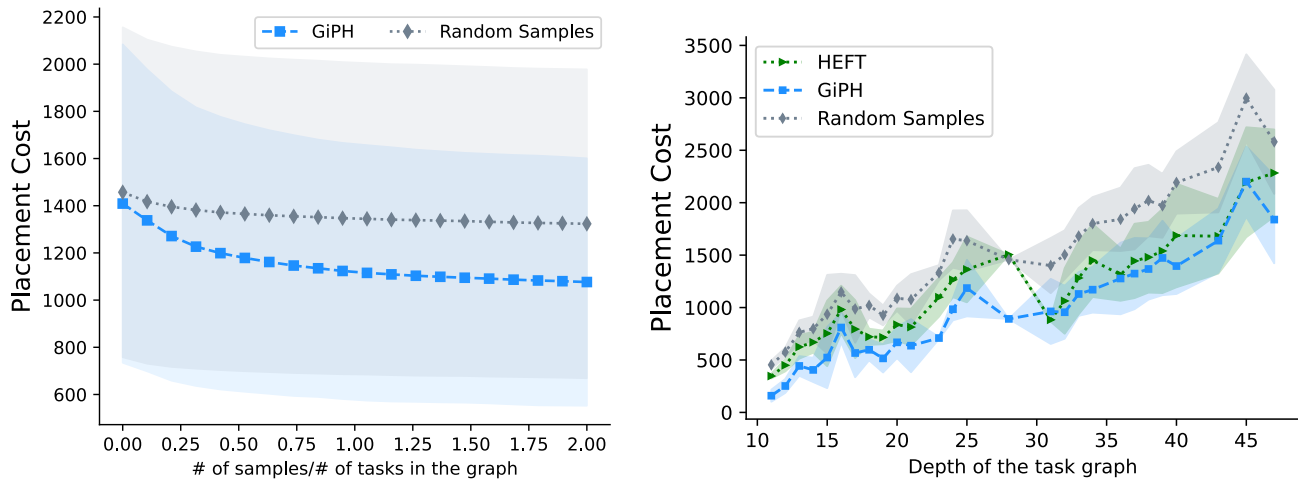 2200
2000
1800
1600
1400
1200
1000
800
600
Placement Cost
GiPH
Random Samples
0.00 0.25 0.50 0.75 1.00 1.25 1.50 1.75 2.00
# of samples/# of tasks in the graph
3500
3000
2500
2000
1500
1000
500
0
Placement Cost
HEFT
GiPH
Random Samples
10 15 20 25 30 35 40 45
Depth of the task graph